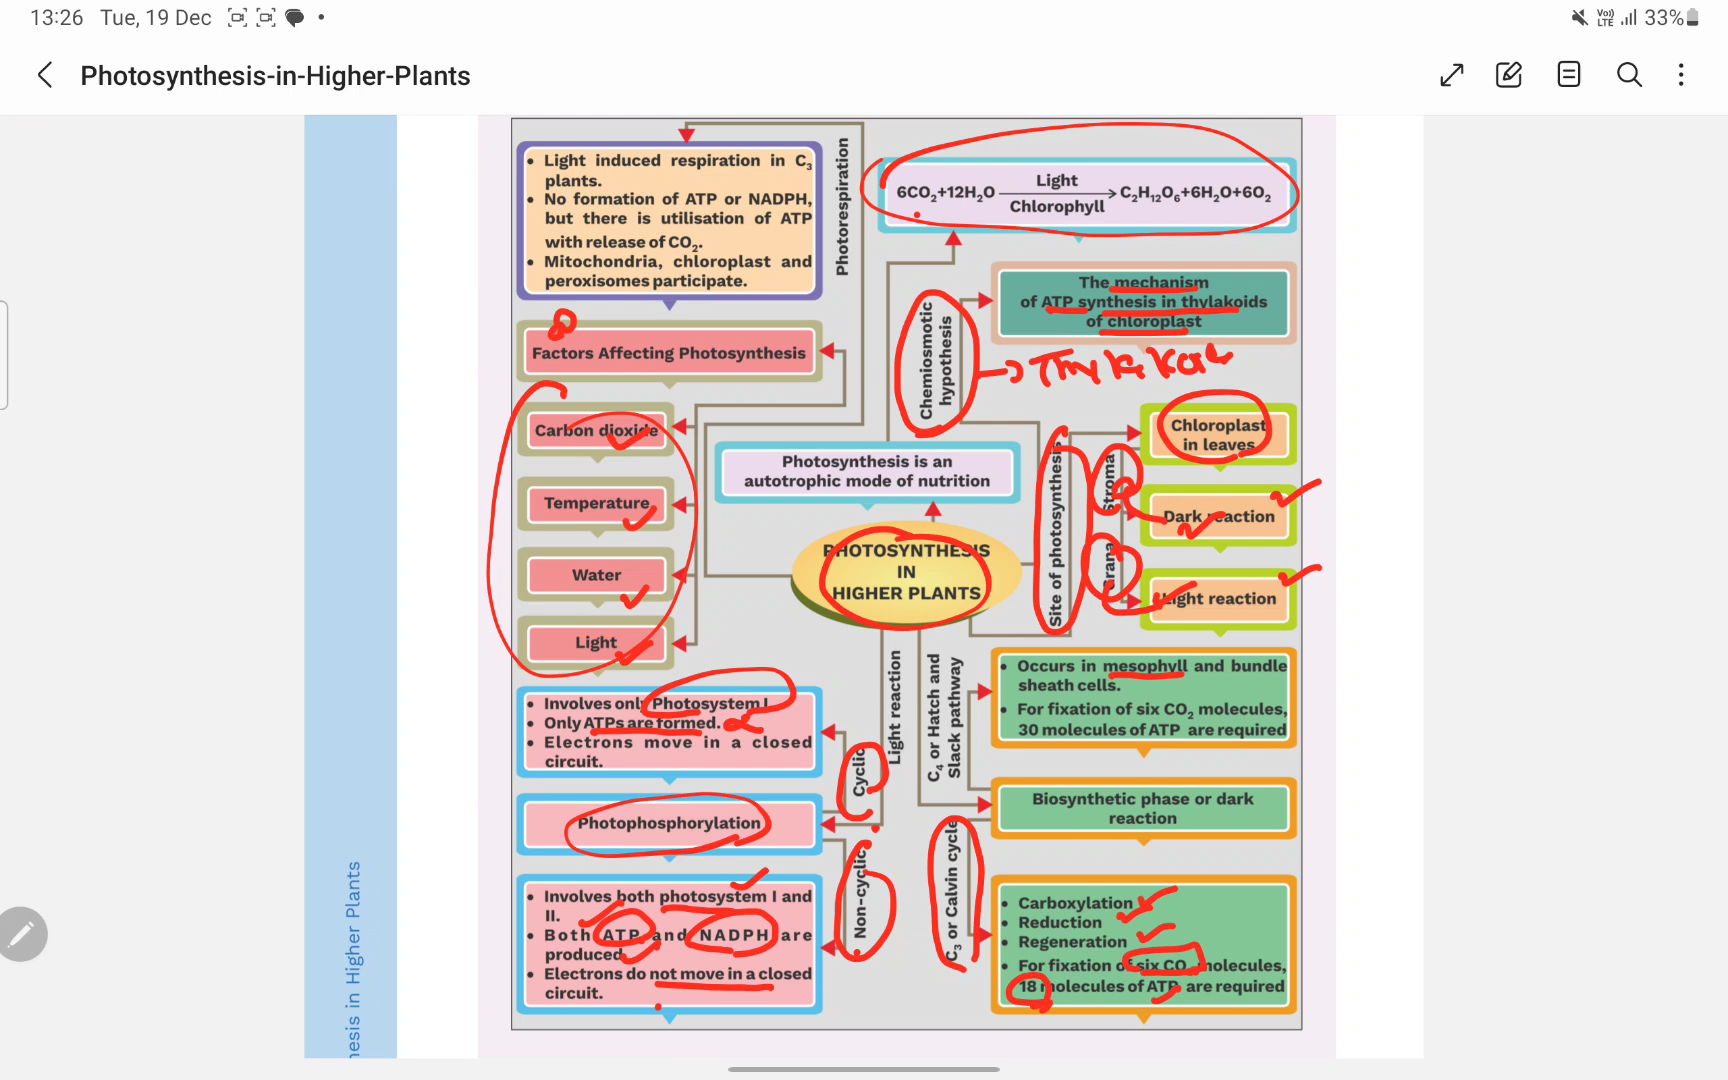 13:26 Tue, 19 Dec
Vo)) LTE 33%
Photosynthesis-in-Higher-Plants
• Light induced respiration in C₃
plants.
• No formation of ATP or NADPH,
but there is utilisation of ATP
with release of CO₂.
• Mitochondria, chloroplast and
peroxisomes participate.
Photorespiration
6CO₂+12H₂O Light Chlorophyll → C₂H₁₂O₆+6H₂O+6O₂
The mechanism
of ATP synthesis in thylakoids
of chloroplast
Chemiosmotic
hypothesis
Factors Affecting Photosynthesis
Carbon dioxide
Temperature
Water
Light
Photosynthesis is an
autotrophic mode of nutrition
PHOTOSYNTHESIS
IN
HIGHER PLANTS
Site of photosynthesis
Stroma
Grana
Chloroplast
in leaves
Dark reaction
Light reaction
• Involves only Photosystem I
• Only ATPs are formed.
• Electrons move in a closed
circuit.
Cyclic
Light reaction
Photophosphorylation
Non-cyclic
• Involves both photosystem I and
II.
• Both ATP and NADPH are
produced.
• Electrons do not move in a closed
circuit.
C₄ or Hatch and
Slack pathway
• Occurs in mesophyll and bundle
sheath cells.
• For fixation of six CO₂ molecules,
30 molecules of ATP are required
Biosynthetic phase or dark
reaction
C₃ or Calvin cycle
• Carboxylation
• Reduction
• Regeneration
• For fixation of six CO₂ molecules,
18 molecules of ATP are required
hesis in Higher Plants